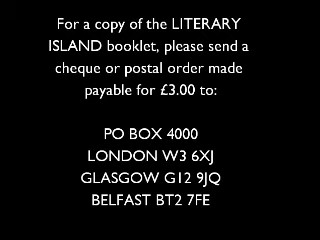 For a copy of the LITERARY
ISLAND booklet, please send a
cheque or postal order made
payable for £3.00 to:
PO BOX 4000
LONDON W3 6XJ
GLASGOW G12 9JQ
BELFAST BT2 7FE